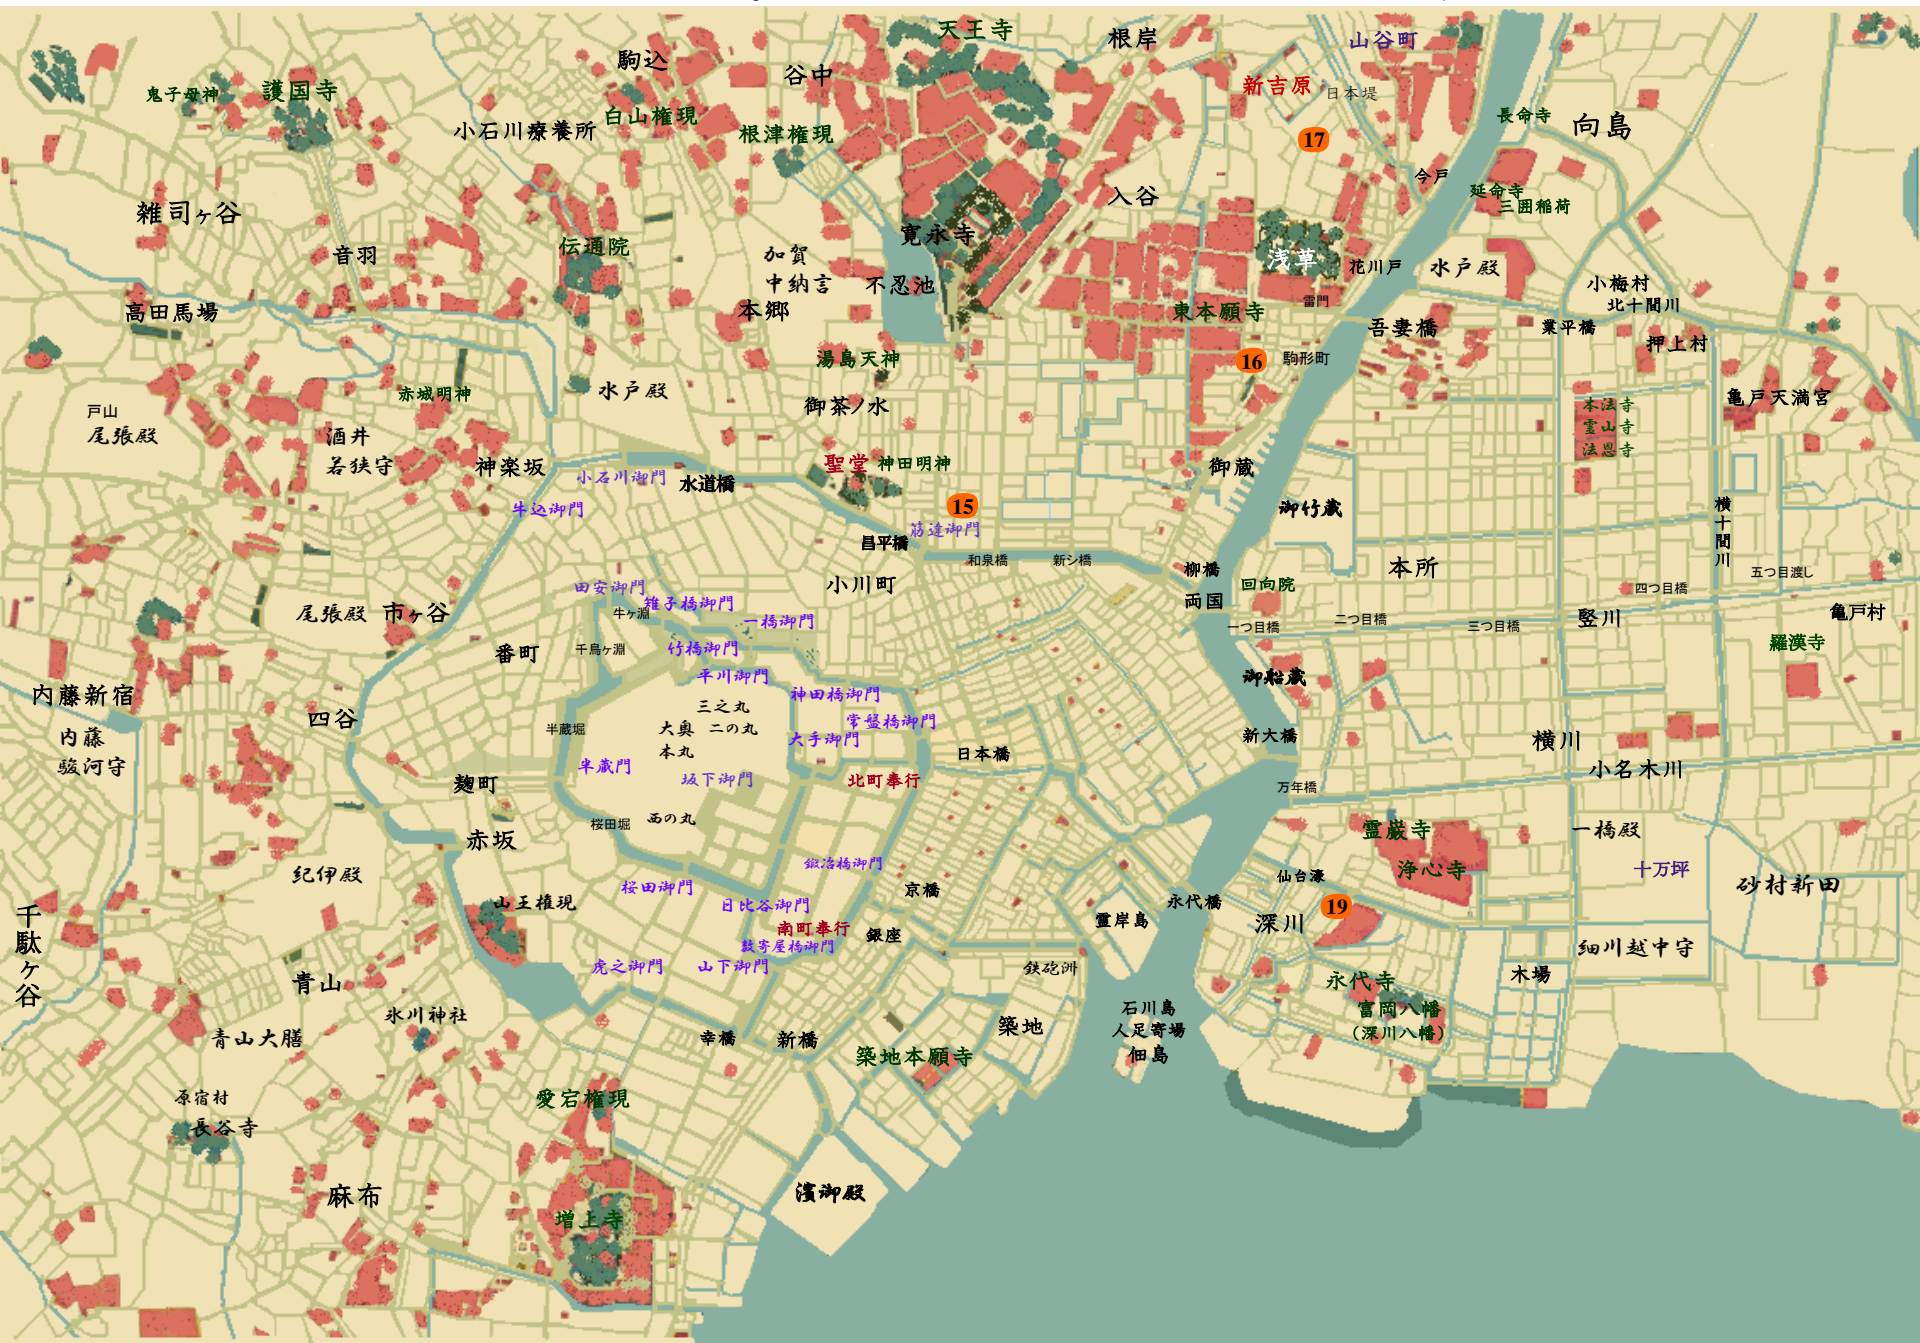 天王寺
根岸
山谷町
駒込
谷中
新吉原
日本堤
鬼子母神
護国寺
白山権現
小石川療養所
根津権現
長命寺
向島
17
今戸
入谷
延命寺
三囲稲荷
雑司ヶ谷
寛永寺
伝通院
音羽
加賀
中納言
浅草
花川戸
水戸殿
不忍池
小梅村
北十間川
高田馬場
本郷
東本願寺
雷門
吾妻橋
業平橋
押上村
湯島天神
16
駒形町
赤城明神
水戸殿
御茶ノ水
亀戸天満宮
本法寺
霊山寺
法恩寺
戸山
尾張殿
酒井
若狭守
神楽坂
聖堂
神田明神
御蔵
小石川御門
水道橋
牛込御門
15
筋違御門
御竹蔵
横十間川
昌平橋
和泉橋
新シ橋
柳橋
本所
五つ目渡し
田安御門
小川町
回向院
四つ目橋
両国
尾張殿
市ヶ谷
牛ヶ淵
雉子橋御門
一橋御門
一つ目橋
二つ目橋
三つ目橋
竪川
亀戸村
番町
千鳥ヶ淵
竹橋御門
羅漢寺
平川御門
御船蔵
内藤新宿
神田橋御門
三之丸
四谷
常盤橋御門
半蔵堀
大奥
二の丸
大手御門
本丸
内藤
駿河守
日本橋
新大橋
横川
半蔵門
坂下御門
北町奉行
小名木川
麹町
万年橋
桜田堀
西の丸
赤坂
霊巌寺
一橋殿
鍛冶橋御門
浄心寺
十万坪
紀伊殿
桜田御門
京橋
仙台濠
砂村新田
山王権現
日比谷御門
永代橋
19
千駄ヶ谷
南町奉行
銀座
霊岸島
深川
数寄屋橋御門
細川越中守
虎之御門
山下御門
鉄砲洲
木場
青山
永代寺
石川島
人足寄場
佃島
富岡八幡
(深川八幡)
氷川神社
築地
青山大膳
幸橋
新橋
築地本願寺
原宿村
長谷寺
愛宕権現
麻布
濱御殿
増上寺